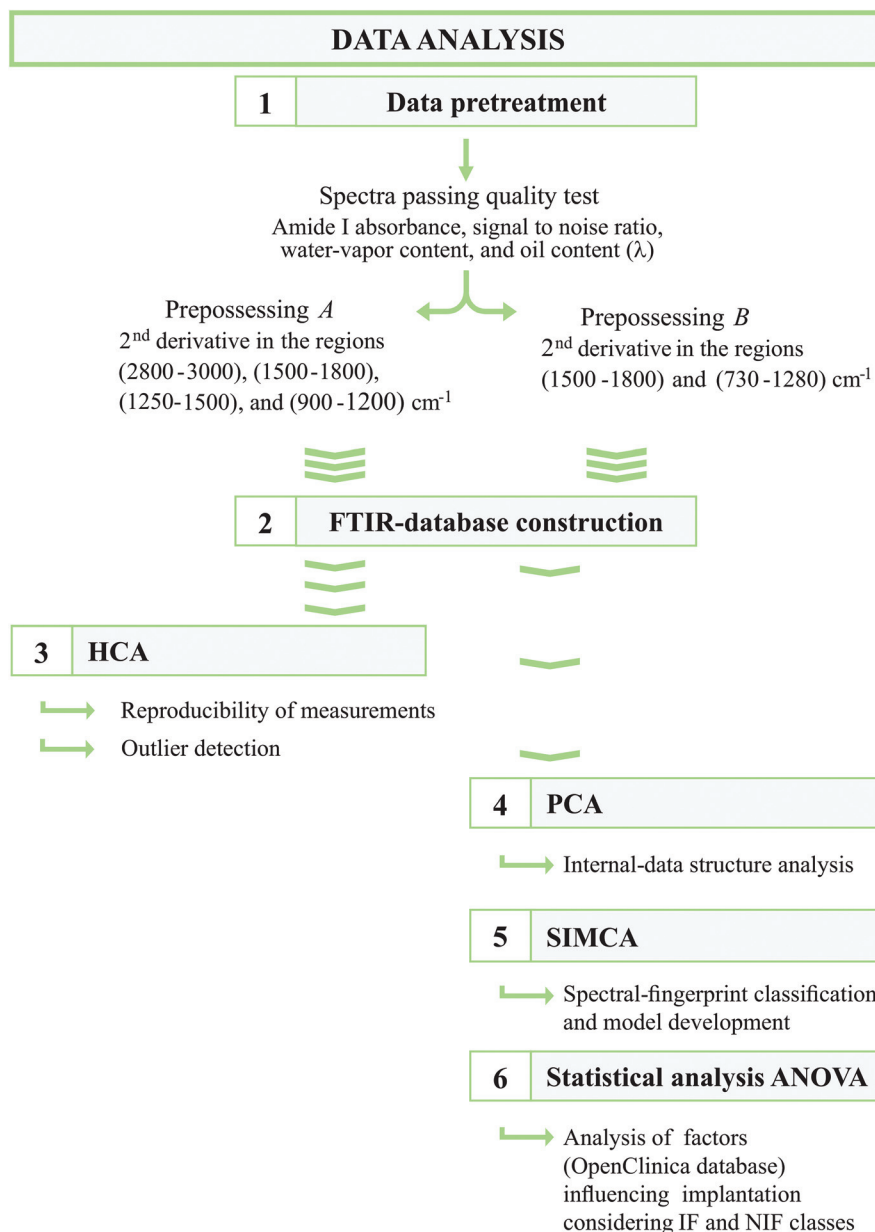 DATA ANALYSIS
1 Data pretreatment
Spectra passing quality test
Amide I absorbance, signal to noise ratio,
water-vapor content, and oil content (λ)
Prepossessing A
2nd derivative in the regions
(2800-3000), (1500-1800),
(1250-1500), and (900-1200) cm-1
Prepossessing B
2nd derivative in the regions
(1500-1800) and (730-1280) cm-1
2 FTIR-database construction
3 HCA
Reproducibility of measurements
Outlier detection
4 PCA
Internal-data structure analysis
5 SIMCA
Spectral-fingerprint classification
and model development
6 Statistical analysis ANOVA
Analysis of factors
(OpenClinica database)
influencing implantation
considering IF and NIF classes